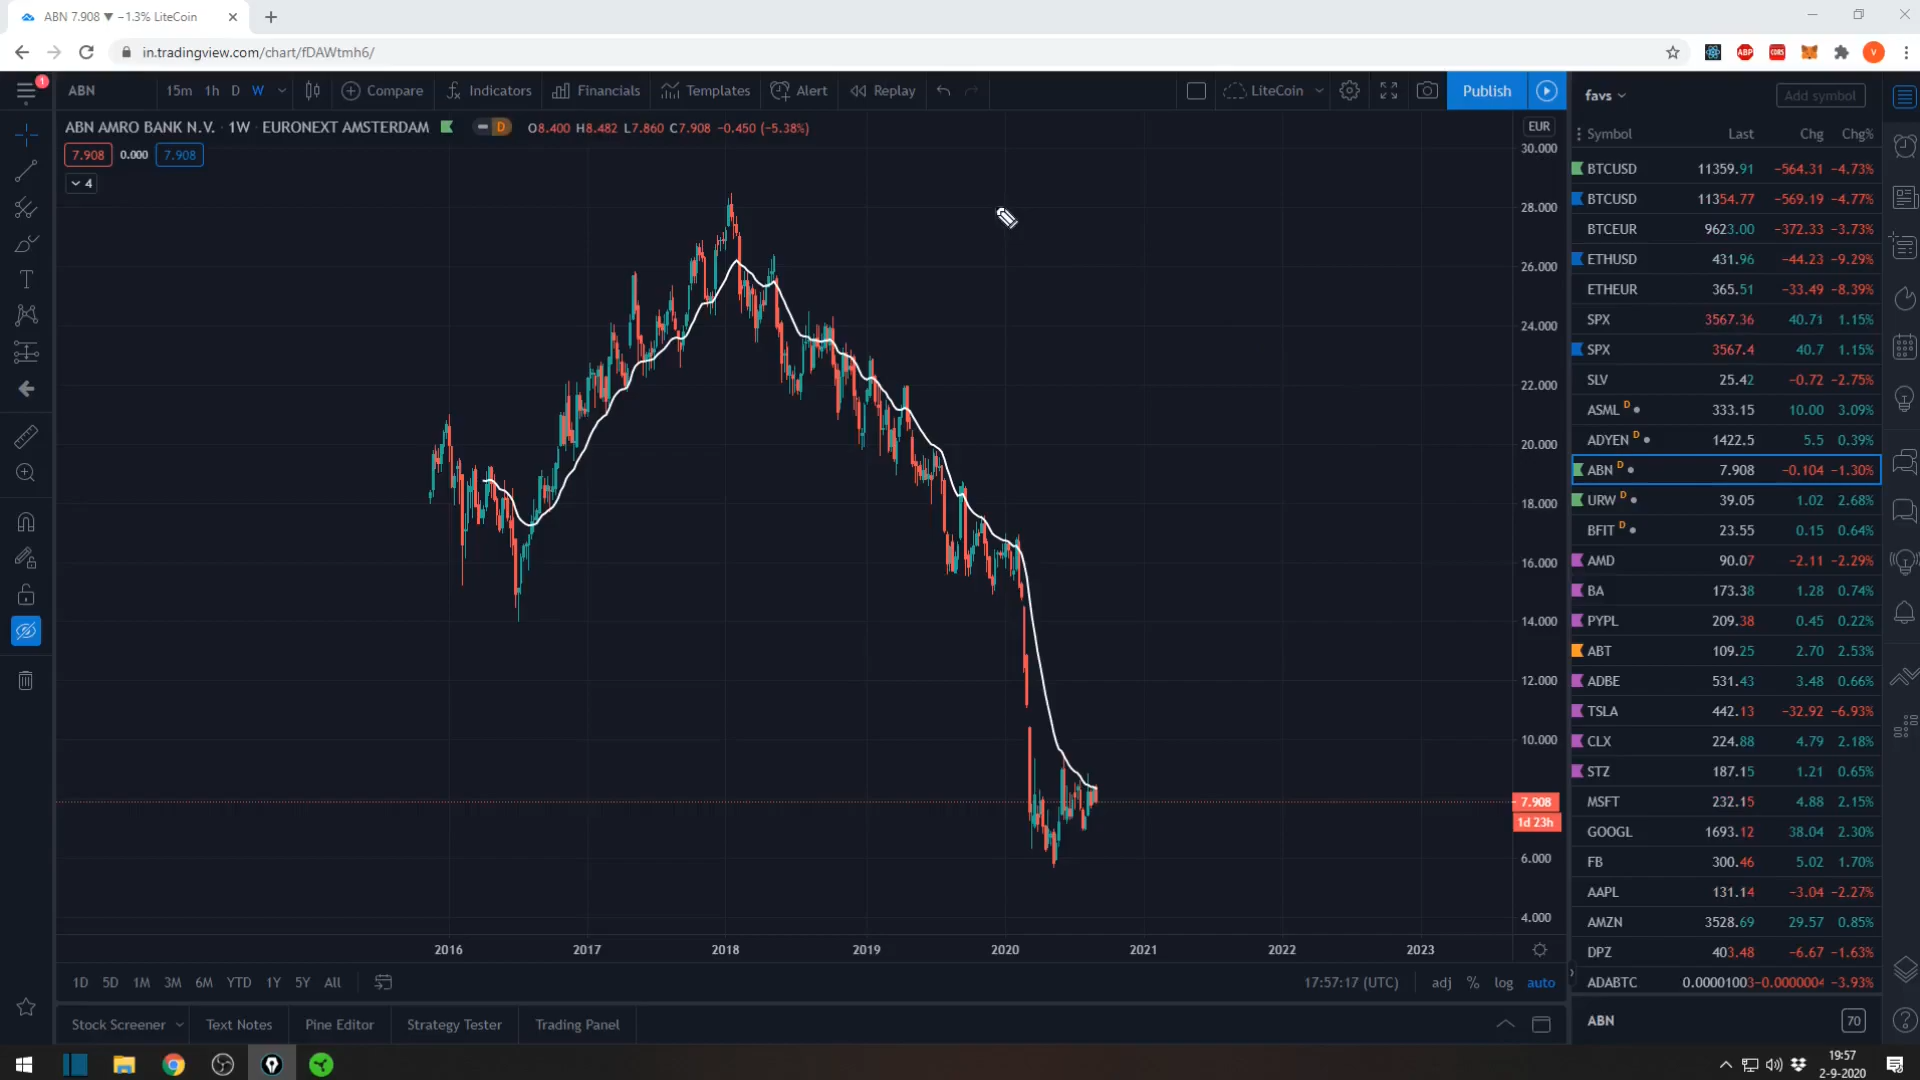 ABN 7.908 ▼ −1.3% LiteCoin
in.tradingview.com/chart/fDAWtmh6/
ABP
CORS
V
1
ABN 15m 1h D W Compare Indicators Financials Templates Alert Replay LiteCoin Publish
ABN AMRO BANK N.V. · 1W · EURONEXT AMSTERDAM D O8.400 H8.482 L7.860 C7.908 −0.450 (−5.38%)
7.908 0.000 7.908
4
EUR
30.000
28.000
26.000
24.000
22.000
20.000
18.000
16.000
14.000
12.000
10.000
7.908
1d 23h
6.000
4.000
2016 2017 2018 2019 2020 2021 2022 2023
1D 5D 1M 3M 6M YTD 1Y 5Y All 17:57:17 (UTC) adj % log auto
Stock Screener Text Notes Pine Editor Strategy Tester Trading Panel
favs Add symbol
Symbol Last Chg Chg%
BTCUSD 11359.91 −564.31 −4.73%
BTCUSD 11354.77 −569.19 −4.77%
BTCEUR 9623.00 −372.33 −3.73%
ETHUSD 431.96 −44.23 −9.29%
ETHEUR 365.51 −33.49 −8.39%
SPX 3567.36 40.71 1.15%
SPX 3567.4 40.7 1.15%
SLV 25.42 −0.72 −2.75%
ASML D 333.15 10.00 3.09%
ADYEN D 1422.5 5.5 0.39%
ABN D 7.908 −0.104 −1.30%
URW D 39.05 1.02 2.68%
BFIT D 23.55 0.15 0.64%
AMD 90.07 −2.11 −2.29%
BA 173.38 1.28 0.74%
PYPL 209.38 0.45 0.22%
ABT 109.25 2.70 2.53%
ADBE 531.43 3.48 0.66%
TSLA 442.13 −32.92 −6.93%
CLX 224.88 4.79 2.18%
STZ 187.15 1.21 0.65%
MSFT 232.15 4.88 2.15%
GOOGL 1693.12 38.04 2.30%
FB 300.46 5.02 1.70%
AAPL 131.14 −3.04 −2.27%
AMZN 3528.69 29.57 0.85%
DPZ 403.48 −6.67 −1.63%
ADABTC 0.00001003 −0.0000004 −3.93%
ABN 70
19:57
2-9-2020